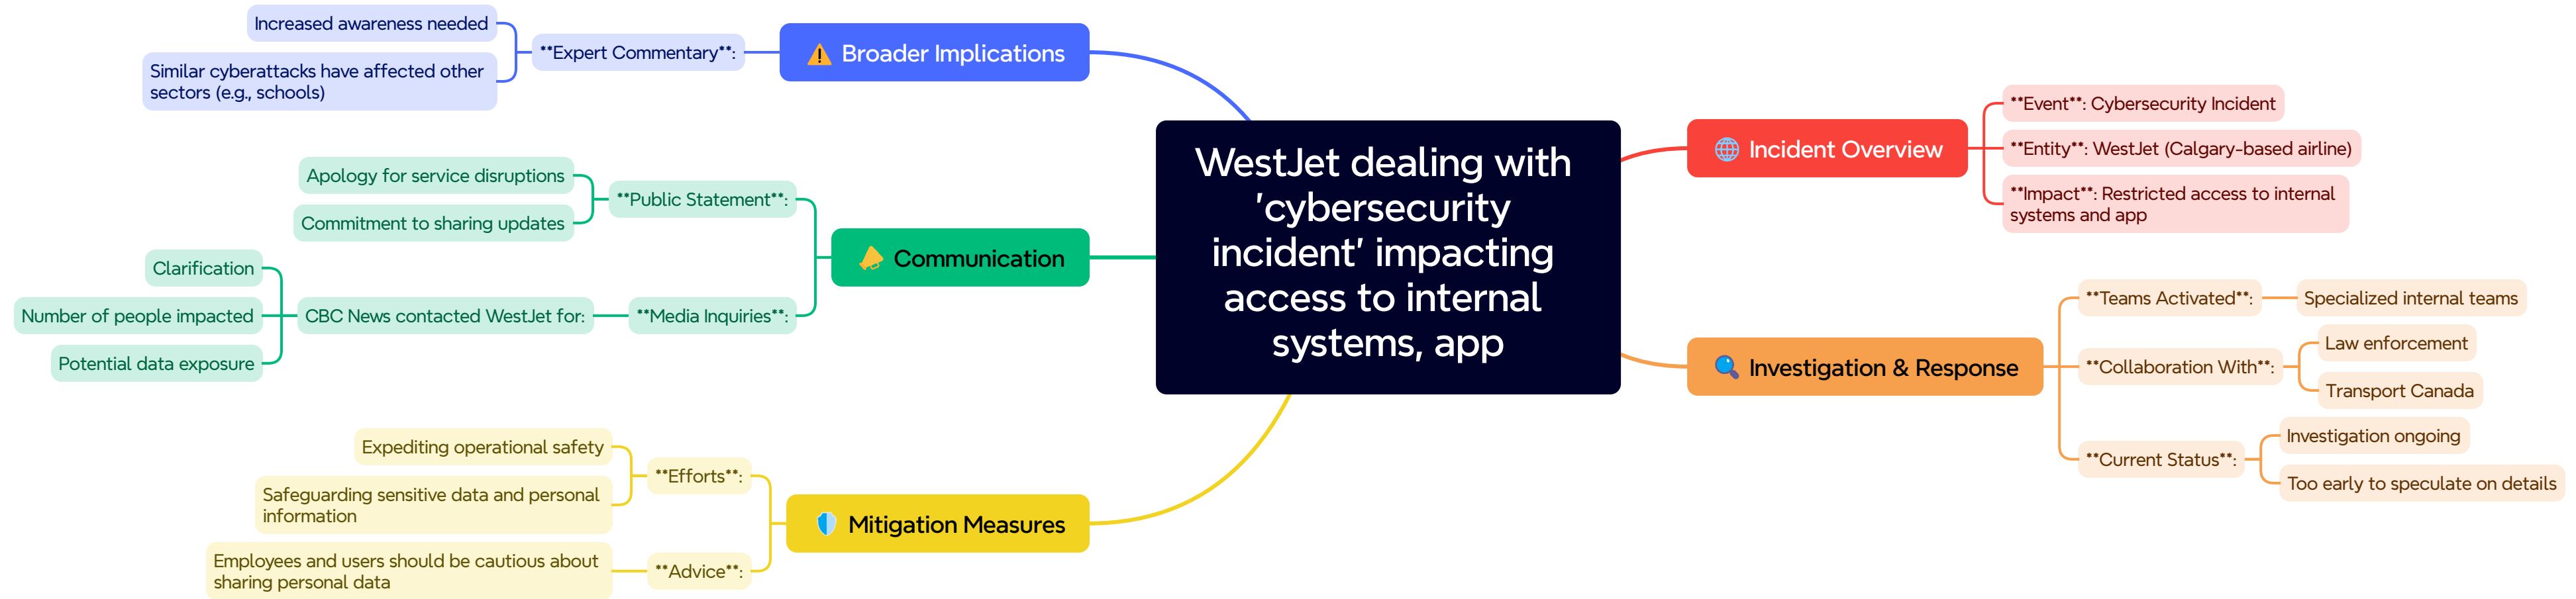 WestJet dealing with
'cybersecurity
incident' impacting
access to internal
systems, app
Incident Overview
**Event**: Cybersecurity Incident
**Entity**: WestJet (Calgary-based airline)
**Impact**: Restricted access to internal
systems and app
Investigation & Response
**Teams Activated**:
Specialized internal teams
**Collaboration With**:
Law enforcement
Transport Canada
**Current Status**:
Investigation ongoing
Too early to speculate on details
Mitigation Measures
**Efforts**:
Expediting operational safety
Safeguarding sensitive data and personal
information
**Advice**:
Employees and users should be cautious about
sharing personal data
Communication
**Public Statement**:
Apology for service disruptions
Commitment to sharing updates
**Media Inquiries**:
CBC News contacted WestJet for:
Clarification
Number of people impacted
Potential data exposure
Broader Implications
**Expert Commentary**:
Increased awareness needed
Similar cyberattacks have affected other
sectors (e.g., schools)